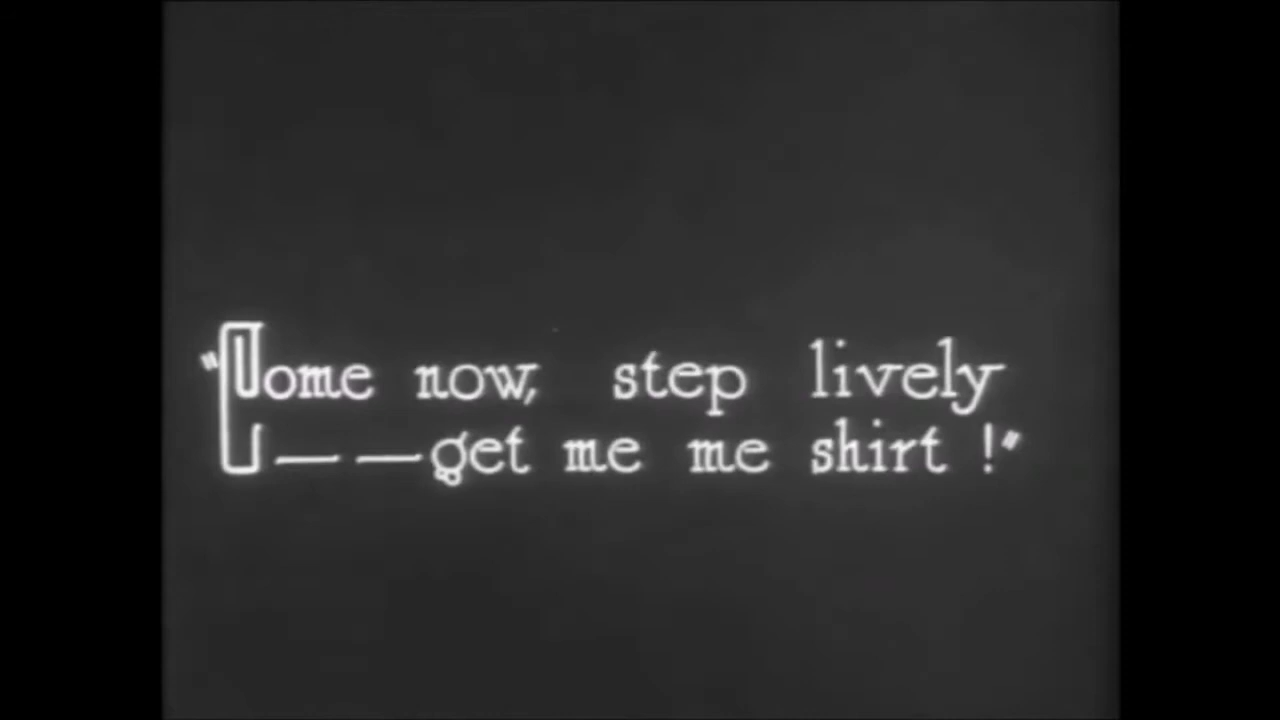 "Come now, step lively
— —get me me shirt !"